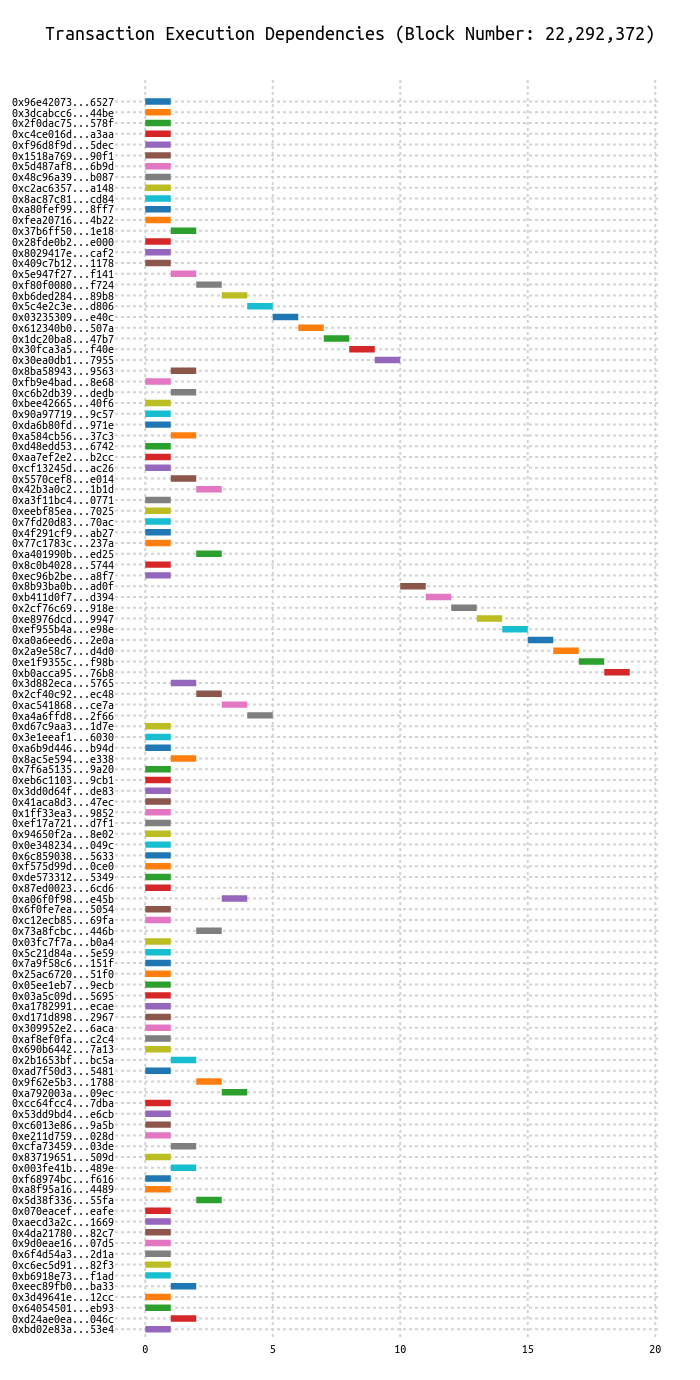 Transaction Execution Dependencies (Block Number: 22,292,372)
0x96e42073...6527
0x3dcabcc6...44be
0x2f0dac75...578f
0xc4ce016d...a3aa
0xf96d8f9d...5dec
0x1518a769...90f1
0x5d487af8...6b9d
0x48c96a39...b087
0xc2ac6357...a148
0x8ac87c81...cd84
0xa80fef99...8ff7
0xfea20716...4b22
0x37b6ff50...1e18
0x28fde0b2...e000
0x8029417e...caf2
0x409c7b12...1178
0x5e947f27...f141
0xf80f0080...f724
0xb6ded284...89b8
0x5c4e2c3e...d806
0x03235309...e40c
0x612340b0...507a
0x1dc20ba8...47b7
0x30fca3a5...f40e
0x30ea0db1...7955
0x8ba58943...9563
0xfb9e4bad...8e68
0xc6b2db39...dedb
0xbee42665...40f6
0x90a97719...9c57
0xda6b80fd...971e
0xa584cb56...37c3
0xd48edd53...6742
0xaa7ef2e2...b2cc
0xcf13245d...ac26
0x5570cef8...e014
0x42b3a0c2...1b1d
0xa3f11bc4...0771
0xeebf85ea...7025
0x7fd20d83...70ac
0x4f291cf9...ab27
0x77c1783c...237a
0xa401990b...ed25
0x8c0b4028...5744
0xec96b2be...a8f7
0x8b93ba0b...ad0f
0xb411d0f7...d394
0x2cf76c69...918e
0xe8976dcd...9947
0xef955b4a...e98e
0xa0a6eed6...2e0a
0x2a9e58c7...d4d0
0xe1f9355c...f98b
0xb0acca95...76b8
0x3d882eca...5765
0x2cf40c92...ec48
0xac541868...ce7a
0xa4a6ffd8...2f66
0xd67c9aa3...1d7e
0x3e1eeaf1...6030
0xa6b9d446...b94d
0x8ac5e594...e338
0x7f6a5135...9a20
0xeb6c1103...9cb1
0x3dd0d64f...de83
0x41aca8d3...47ec
0x1ff33ea3...9852
0xef17a721...d7f1
0x94650f2a...8e02
0x0e348234...049c
0x6c859038...5633
0xf575d99d...0ce0
0xde573312...5349
0x87ed0023...6cd6
0xa06f0f98...e45b
0x6f0fe7ea...5054
0xc12ecb85...69fa
0x73a8fcbc...446b
0x03fc7f7a...b0a4
0x5c21d84a...5e59
0x7a9f58c6...151f
0x25ac6720...51f0
0x05ee1eb7...9ecb
0x03a5c09d...5695
0xa1782991...ecae
0xd171d898...2967
0x309952e2...6aca
0xaf8ef0fa...c2c4
0x690b6442...7a13
0x2b1653bf...bc5a
0xad7f50d3...5481
0x9f62e5b3...1788
0xa792003a...09ec
0xcc64fcc4...7dba
0x53dd9bd4...e6cb
0xc6013e86...9a5b
0xe211d759...028d
0xcfa73459...03de
0x83719651...509d
0x003fe41b...489e
0xf68974bc...f616
0xa8f95a16...4489
0x5d38f336...55fa
0x070eacef...eafe
0xaecd3a2c...1669
0x4da21780...82c7
0x9d0eae16...07d5
0x6f4d54a3...2d1a
0xc6ec5d91...82f3
0xb6918e73...f1ad
0xeec89fb0...ba33
0x3d49641e...12cc
0x64054501...eb93
0xd24ae0ea...046c
0xbd02e83a...53e4
0 5 10 15 20